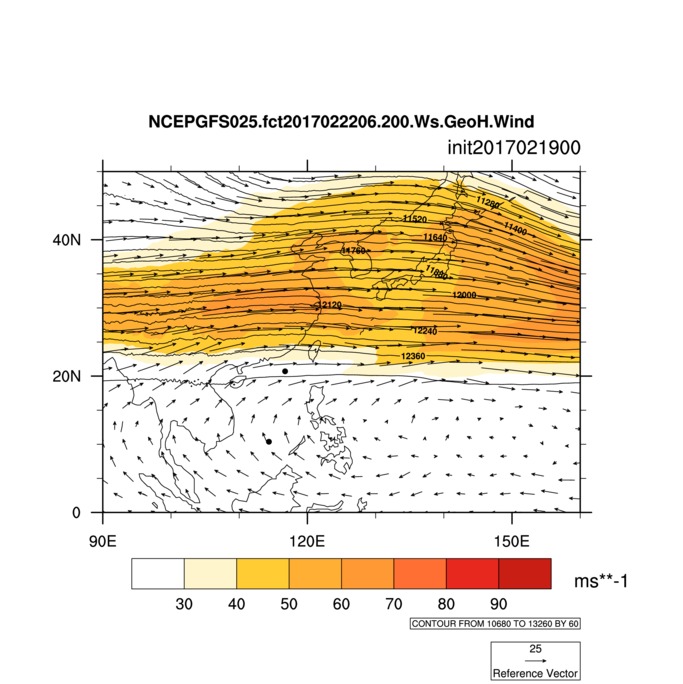 NCEPGFS025.fct2017022206.200.Ws.GeoH.Wind
init2017021900
11280
11520
11400
11640
40N
11760
11880
12000
12120
12240
12360
20N
0
90E 120E 150E
ms**-1
30 40 50 60 70 80 90
CONTOUR FROM 10680 TO 13260 BY 60
25
Reference Vector